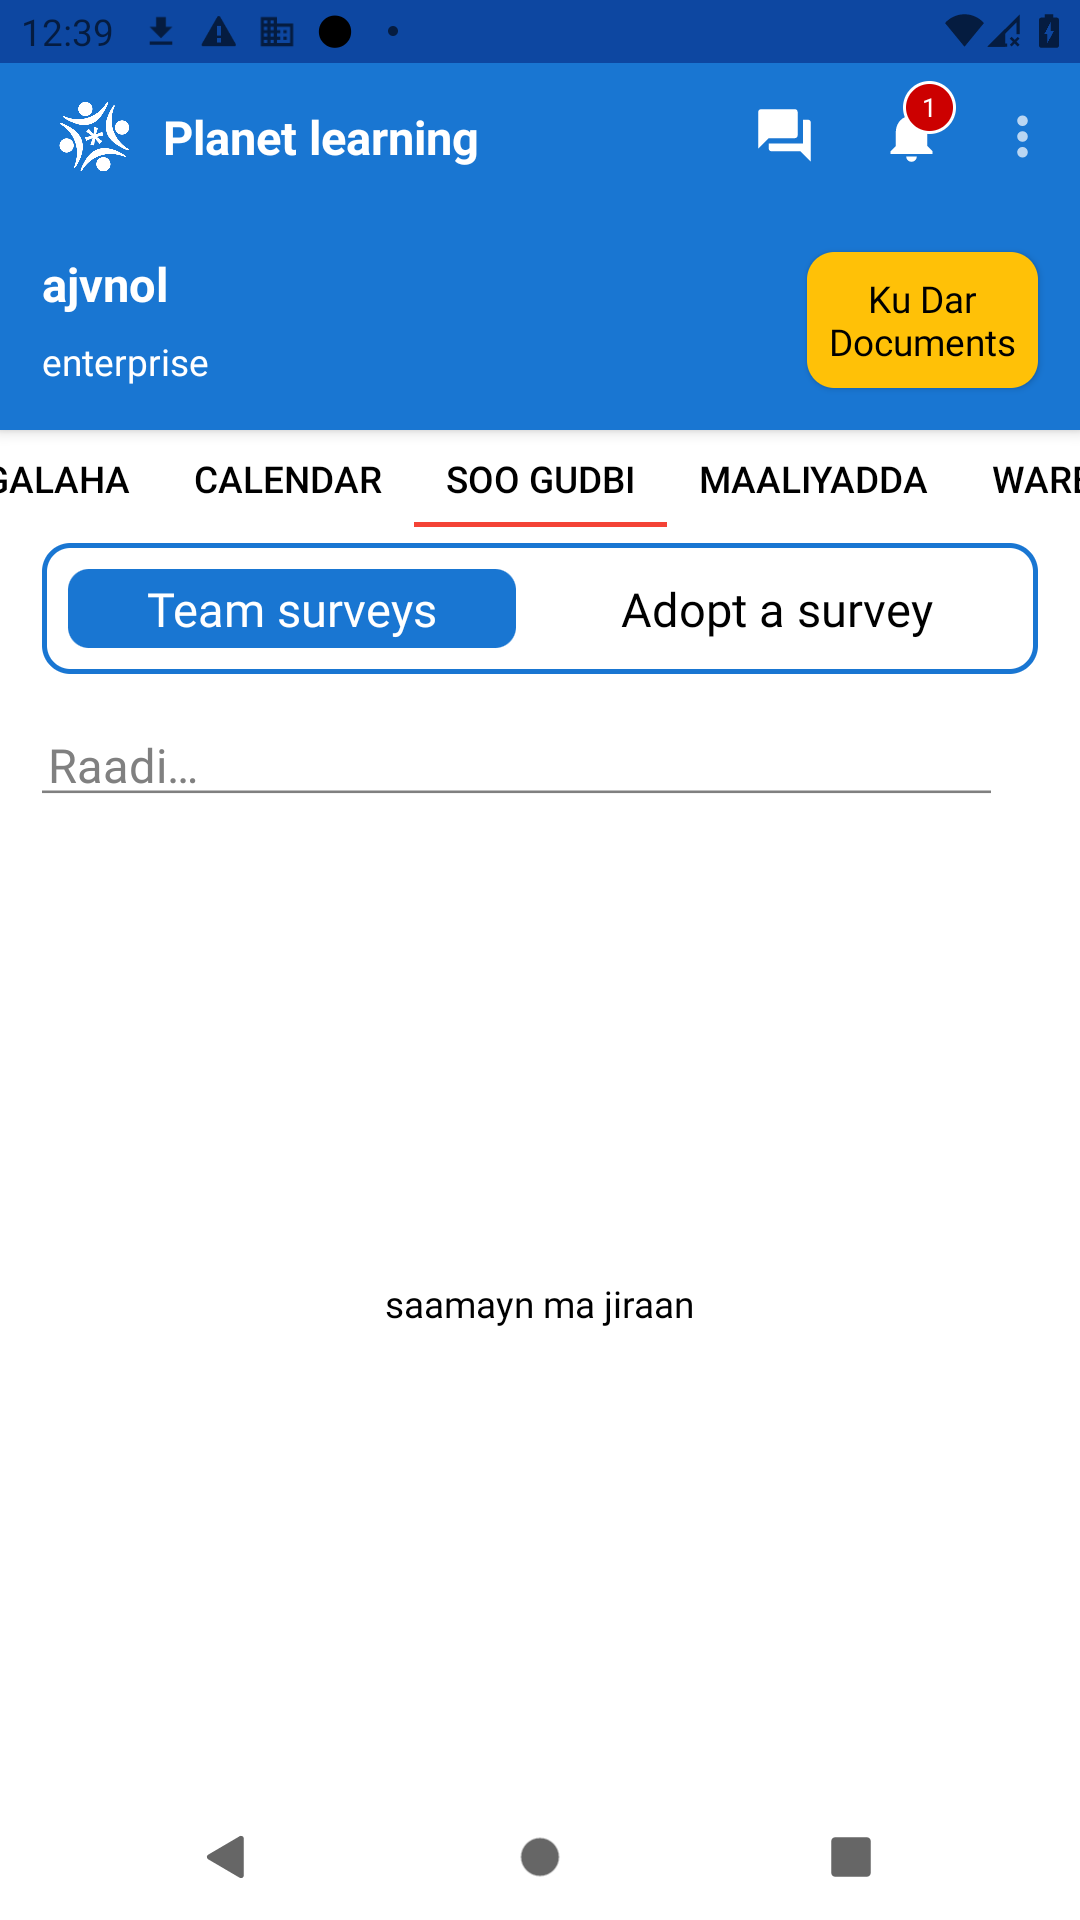 12:39
Planet learning
1
ajvnol
enterprise
Ku Dar
Documents
GALAHA CALENDAR SOO GUDBI MAALIYADDA WARB
Team surveys Adopt a survey
Raadi...
saamayn ma jiraan